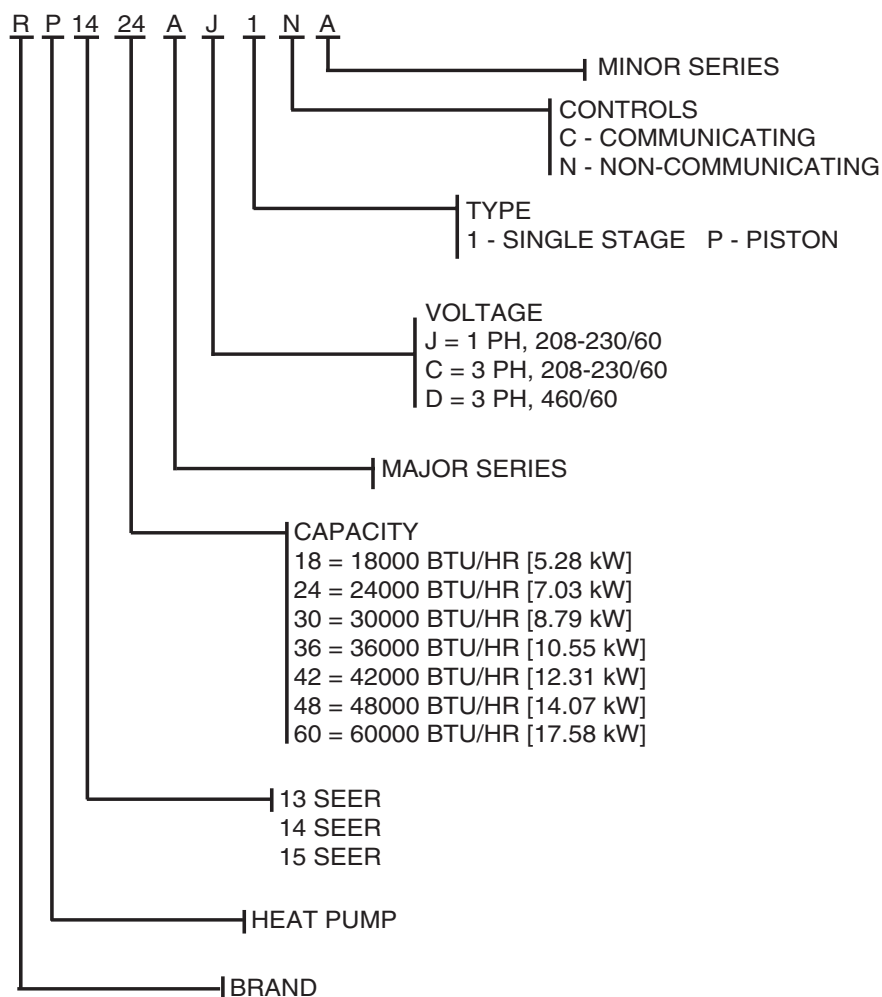 R P 14 24 A J 1 N A
MINOR SERIES
CONTROLS
C - COMMUNICATING
N - NON-COMMUNICATING
TYPE
1 - SINGLE STAGE P - PISTON
VOLTAGE
J = 1 PH, 208-230/60
C = 3 PH, 208-230/60
D = 3 PH, 460/60
MAJOR SERIES
CAPACITY
18 = 18000 BTU/HR [5.28 kW]
24 = 24000 BTU/HR [7.03 kW]
30 = 30000 BTU/HR [8.79 kW]
36 = 36000 BTU/HR [10.55 kW]
42 = 42000 BTU/HR [12.31 kW]
48 = 48000 BTU/HR [14.07 kW]
60 = 60000 BTU/HR [17.58 kW]
13 SEER
14 SEER
15 SEER
HEAT PUMP
BRAND